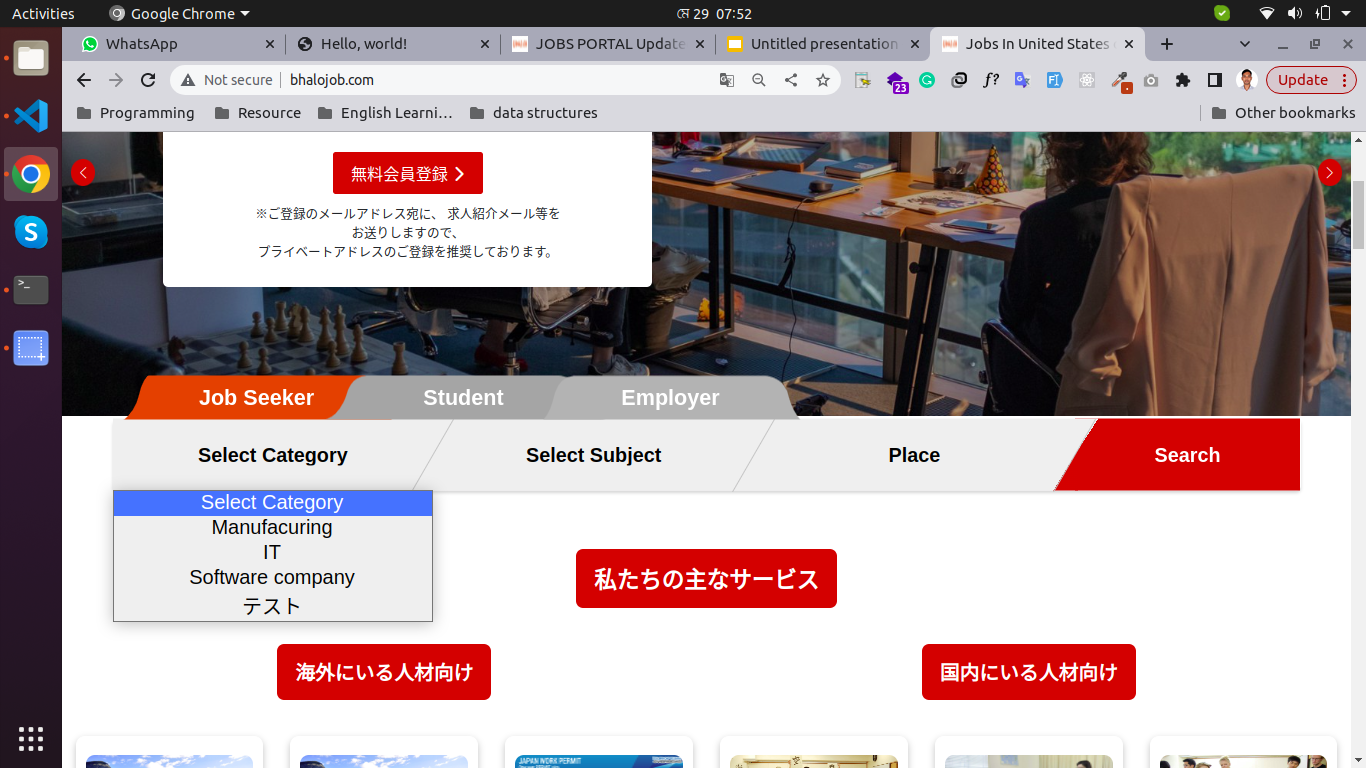 Activities
Google Chrome
মে 29 07:52
WhatsApp
Hello, world!
JOBS PORTAL Update
Untitled presentation
Jobs In United States
Not secure
bhalojob.com
23
Update
Programming
Resource
English Learni…
data structures
Other bookmarks
無料会員登録
※ご登録のメールアドレス宛に、 求人紹介メール等を
お送りしますので、
プライベートアドレスのご登録を推奨しております。
Job Seeker
Student
Employer
Select Category
Select Subject
Place
Search
Select Category
Manufacuring
IT
Software company
テスト
私たちの主なサービス
海外にいる人材向け
国内にいる人材向け
JAPAN WORK PERMIT